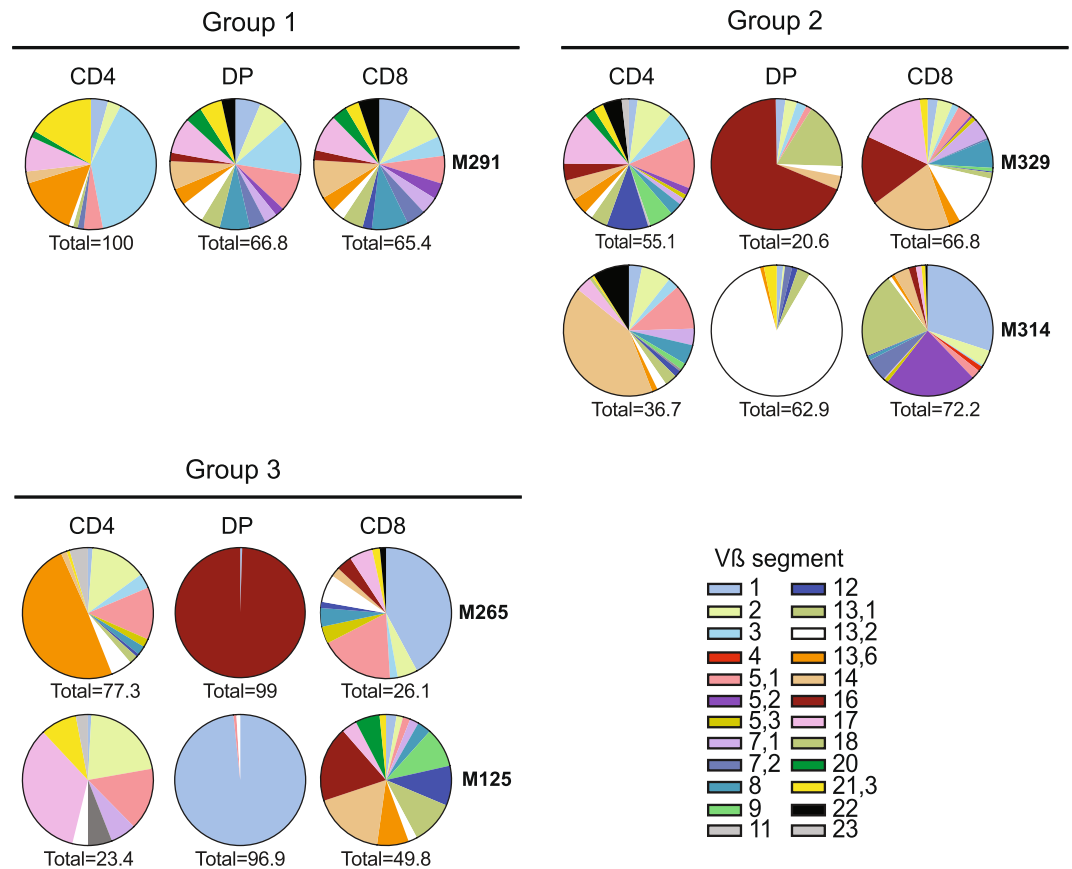 Group 1
CD4 DP CD8
M291
Total=100 Total=66.8 Total=65.4
Group 2
CD4 DP CD8
M329
Total=55.1 Total=20.6 Total=66.8
M314
Total=36.7 Total=62.9 Total=72.2
Group 3
CD4 DP CD8
M265
Total=77.3 Total=99 Total=26.1
M125
Total=23.4 Total=96.9 Total=49.8
Vß segment
1 12
2 13,1
3 13,2
4 13,6
5,1 14
5,2 16
5,3 17
7,1 18
7,2 20
8 21,3
9 22
11 23